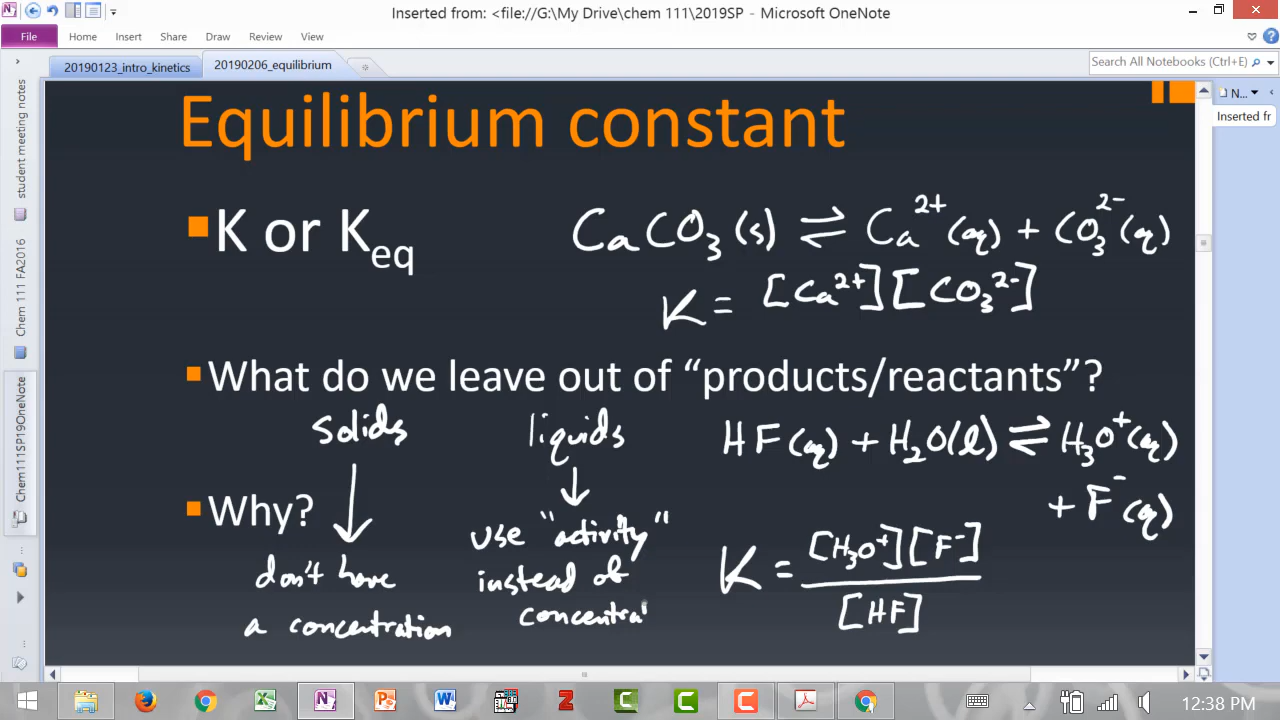 Inserted from: <file://G:\My Drive\chem 111\2019SP - Microsoft OneNote
File Home Insert Share Draw Review View
20190123_intro_kinetics 20190206_equilibrium
Search All Notebooks (Ctrl+E)
N...
Inserted fr
student meeting notes
Chem 111 FA2016
Chem111SP19OneNote
Equilibrium constant
K or Keq
CaCO₃(s) ⇌ Ca²⁺(aq) + CO₃²⁻(aq)
K = [Ca²⁺][CO₃²⁻]
What do we leave out of “products/reactants”?
solids
liquids
HF(aq) + H₂O(l) ⇌ H₃O⁺(aq)
+ F⁻(aq)
Why?
don't have
a concentration
use "activity"
instead of
concentra
K = [H₃O⁺][F⁻]
[HF]
12:38 PM